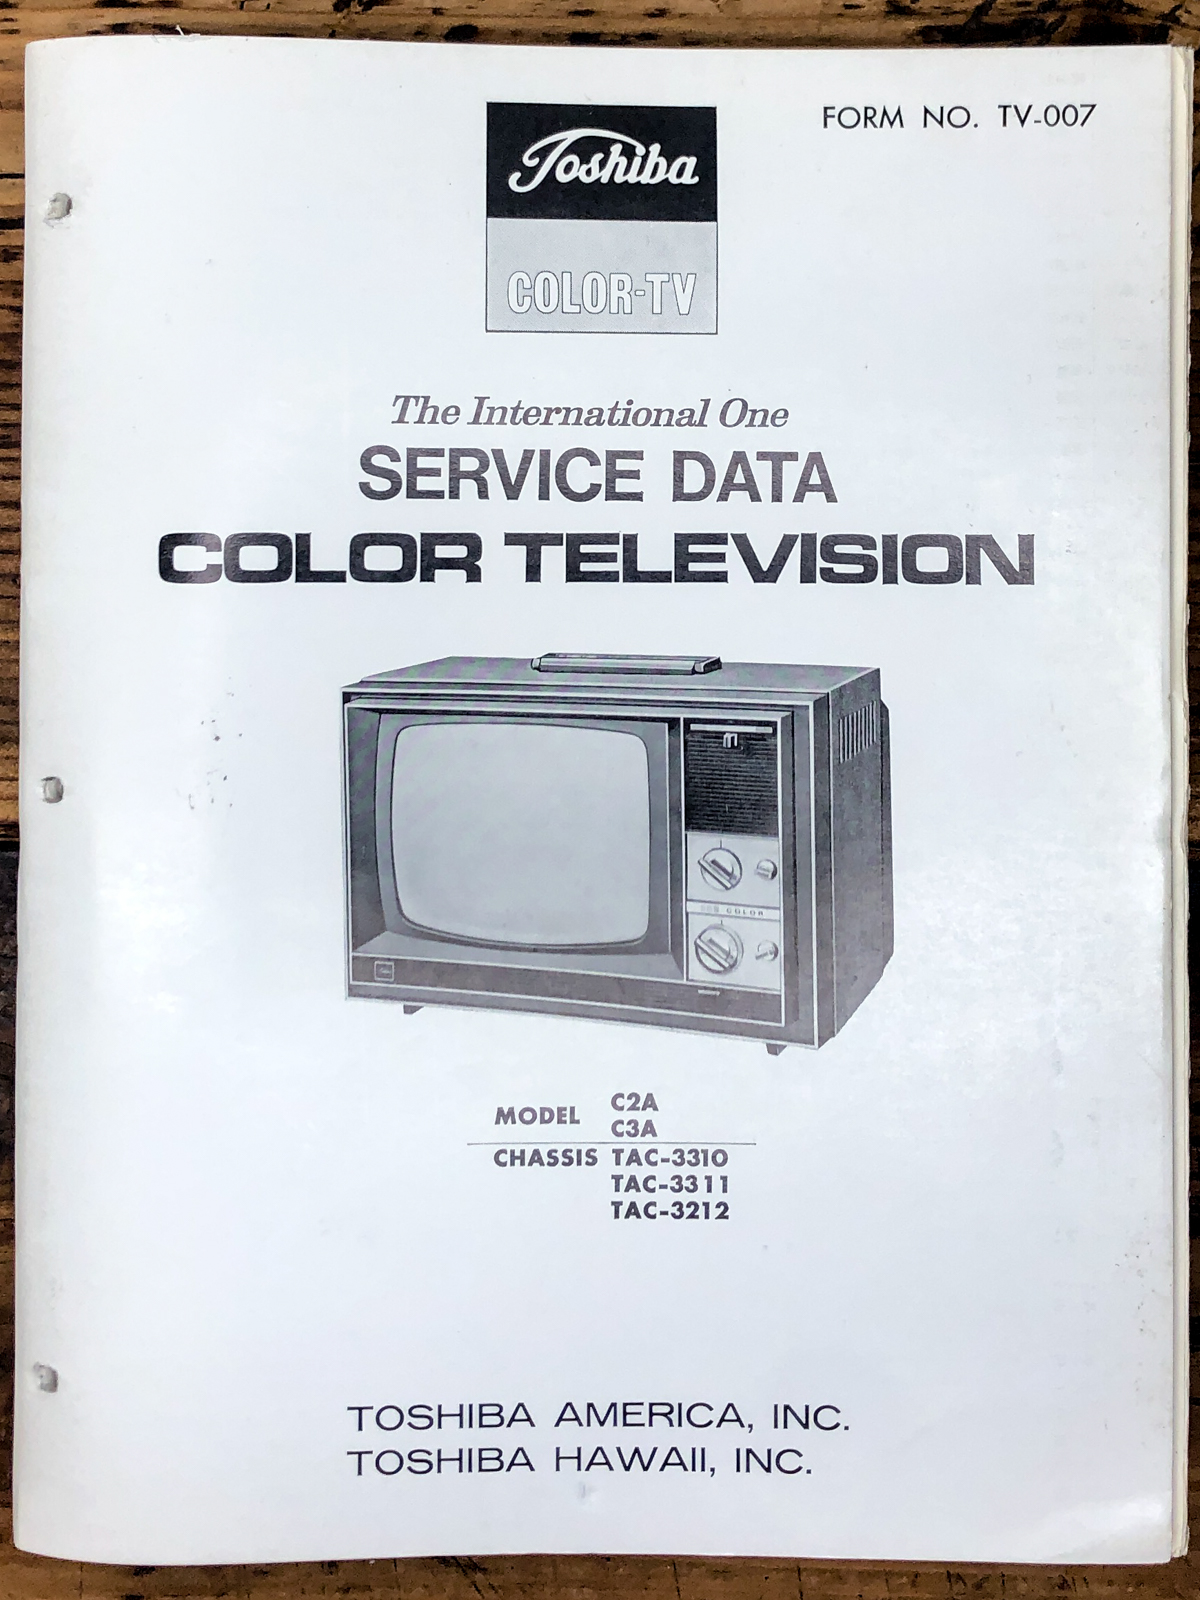 FORM NO. TV-007
Toshiba
COLOR-TV
The International One
SERVICE DATA
COLOR TELEVISION
COLOR
MODEL C2A
C3A
CHASSIS TAC-3310
TAC-3311
TAC-3212
TOSHIBA AMERICA, INC.
TOSHIBA HAWAII, INC.